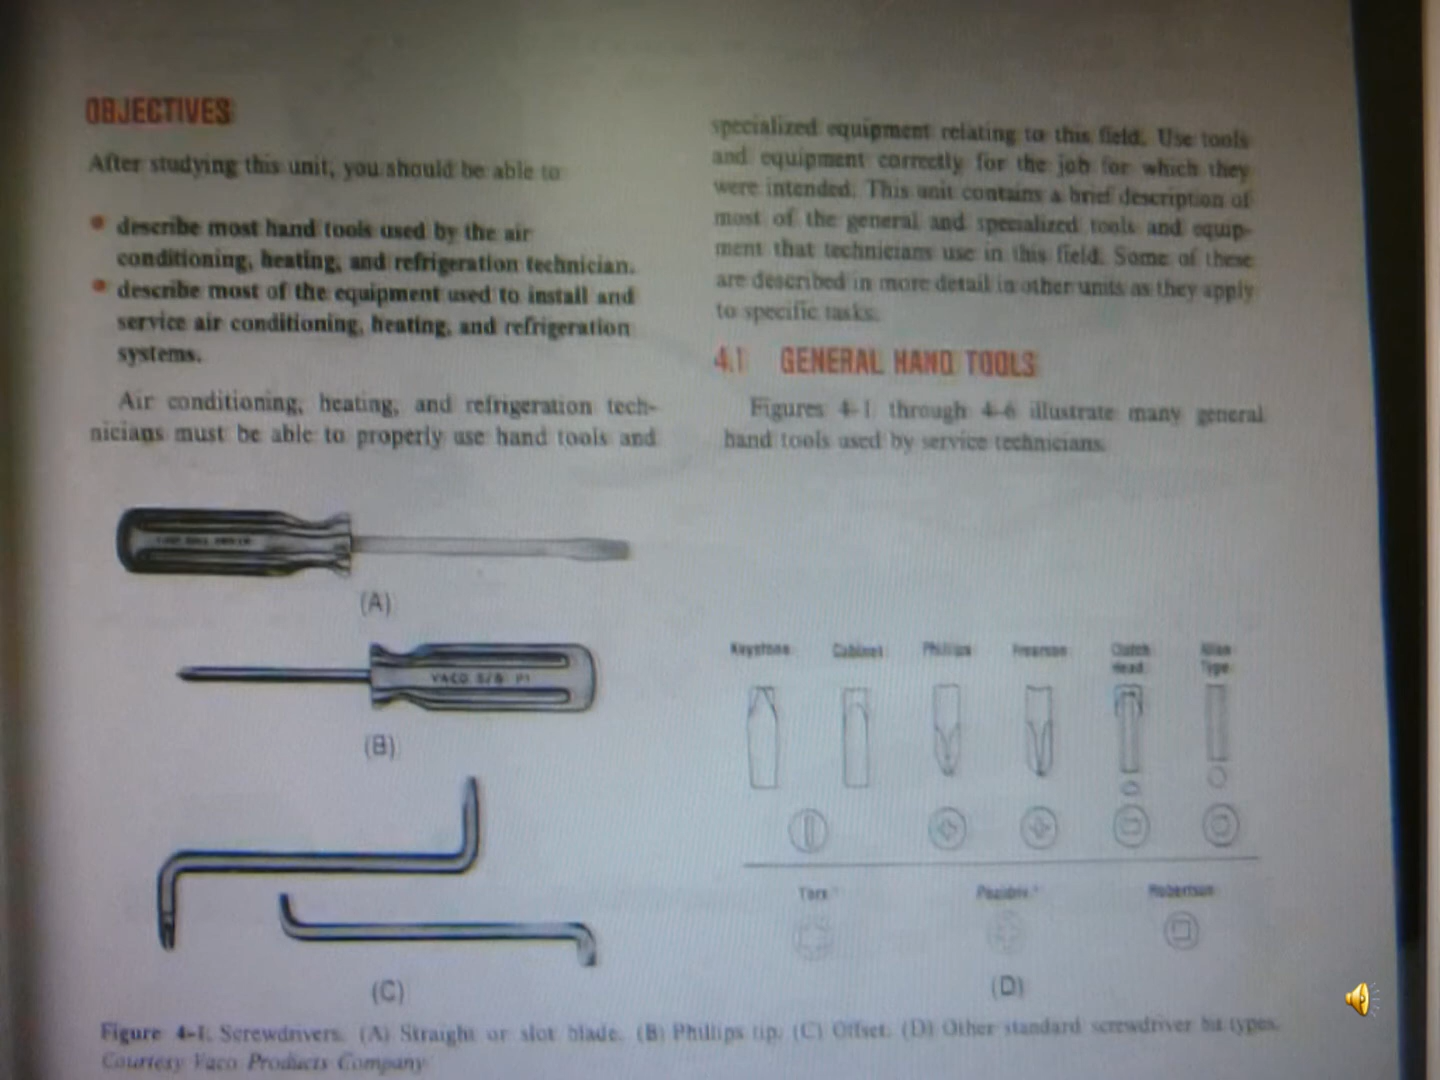 OBJECTIVES
After studying this unit, you should be able to
• describe most hand tools used by the air
conditioning, heating, and refrigeration technician.
• describe most of the equipment used to install and
service air conditioning, heating, and refrigeration
systems.
Air conditioning, heating, and refrigeration tech-
nicians must be able to properly use hand tools and
specialized equipment relating to this field. Use tools
and equipment correctly for the job for which they
were intended. This unit contains a brief description of
most of the general and specialized tools and equip-
ment that technicians use in this field. Some of these
are described in more detail in other units as they apply
to specific tasks.
4.1 GENERAL HAND TOOLS
Figures 4-1 through 4-6 illustrate many general
hand tools used by service technicians.
(A)
VACO P1
(B)
(C)
Keystone Cabinet Phillips Frearson Clutch Head Allen Type
Torx Pozidriv Robertson
(D)
Figure 4-1. Screwdrivers. (A) Straight or slot blade. (B) Phillips tip. (C) Offset. (D) Other standard screwdriver bit types.
Courtesy Vaco Products Company